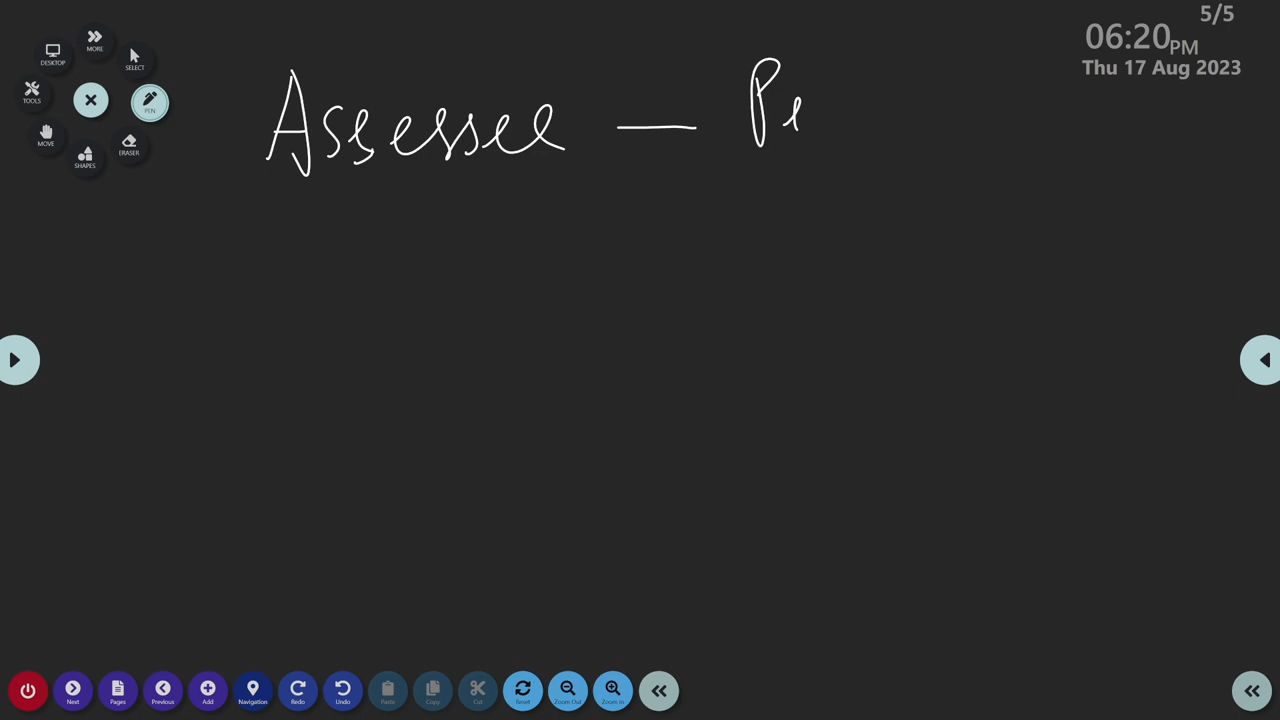 5/5
06:20PM
Thu 17 Aug 2023
MORE
DESKTOP
SELECT
TOOLS
PEN
MOVE
ERASER
SHAPES
Assessee — Pe
Next
Pages
Previous
Add
Navigation
Redo
Undo
Paste
Copy
Cut
Reset
Zoom Out
Zoom In